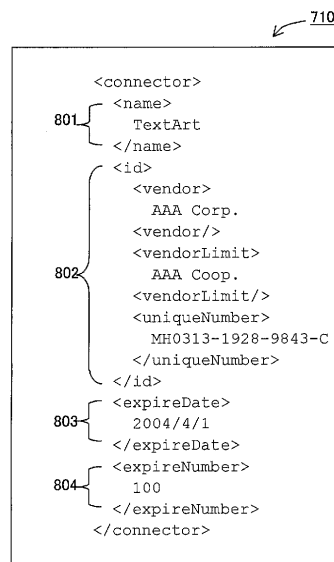 710
<connector>
801
<name>
TextArt
</name>
802
<id>
<vendor>
AAA Corp.
<vendor/>
<vendorLimit>
AAA Coop.
<vendorLimit/>
<uniqueNumber>
MH0313-1928-9843-C
</uniqueNumber>
</id>
803
<expireDate>
2004/4/1
</expireDate>
804
<expireNumber>
100
</expireNumber>
</connector>